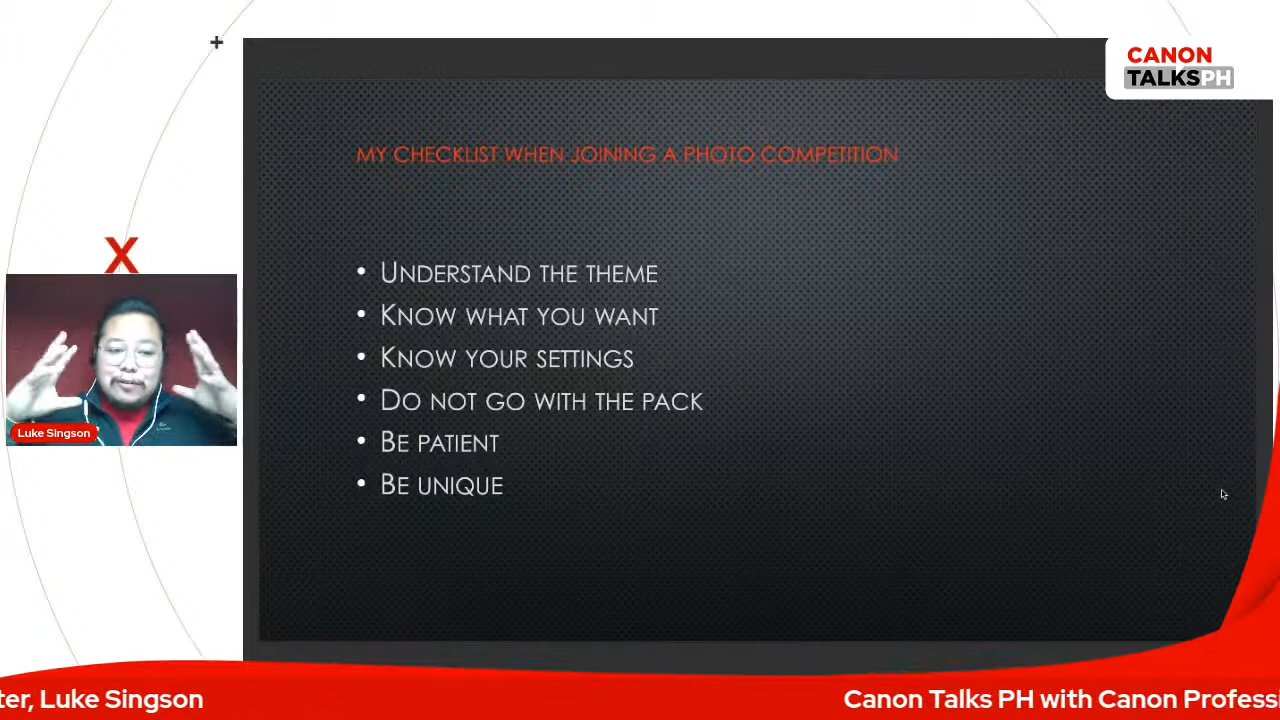 CANON
TALKSPH
MY CHECKLIST WHEN JOINING A PHOTO COMPETITION
X
• UNDERSTAND THE THEME
• KNOW WHAT YOU WANT
• KNOW YOUR SETTINGS
• DO NOT GO WITH THE PACK
• BE PATIENT
• BE UNIQUE
Luke Singson
ter, Luke Singson
Canon Talks PH with Canon Professi